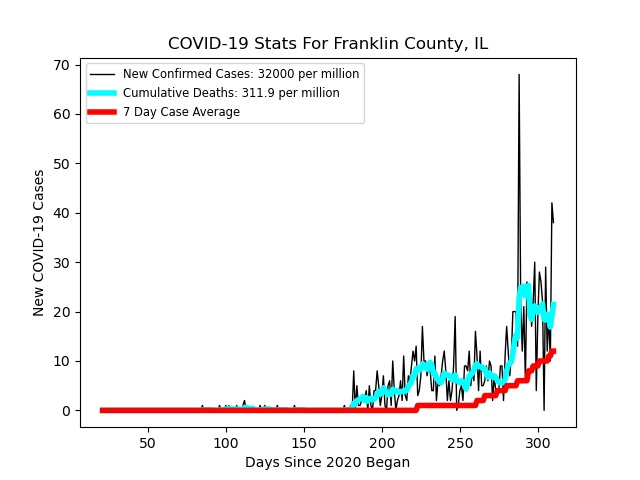 COVID-19 Stats For Franklin County, IL
New Confirmed Cases: 32000 per million
Cumulative Deaths: 311.9 per million
7 Day Case Average
70
60
50
40
30
20
10
0
New COVID-19 Cases
50 100 150 200 250 300
Days Since 2020 Began